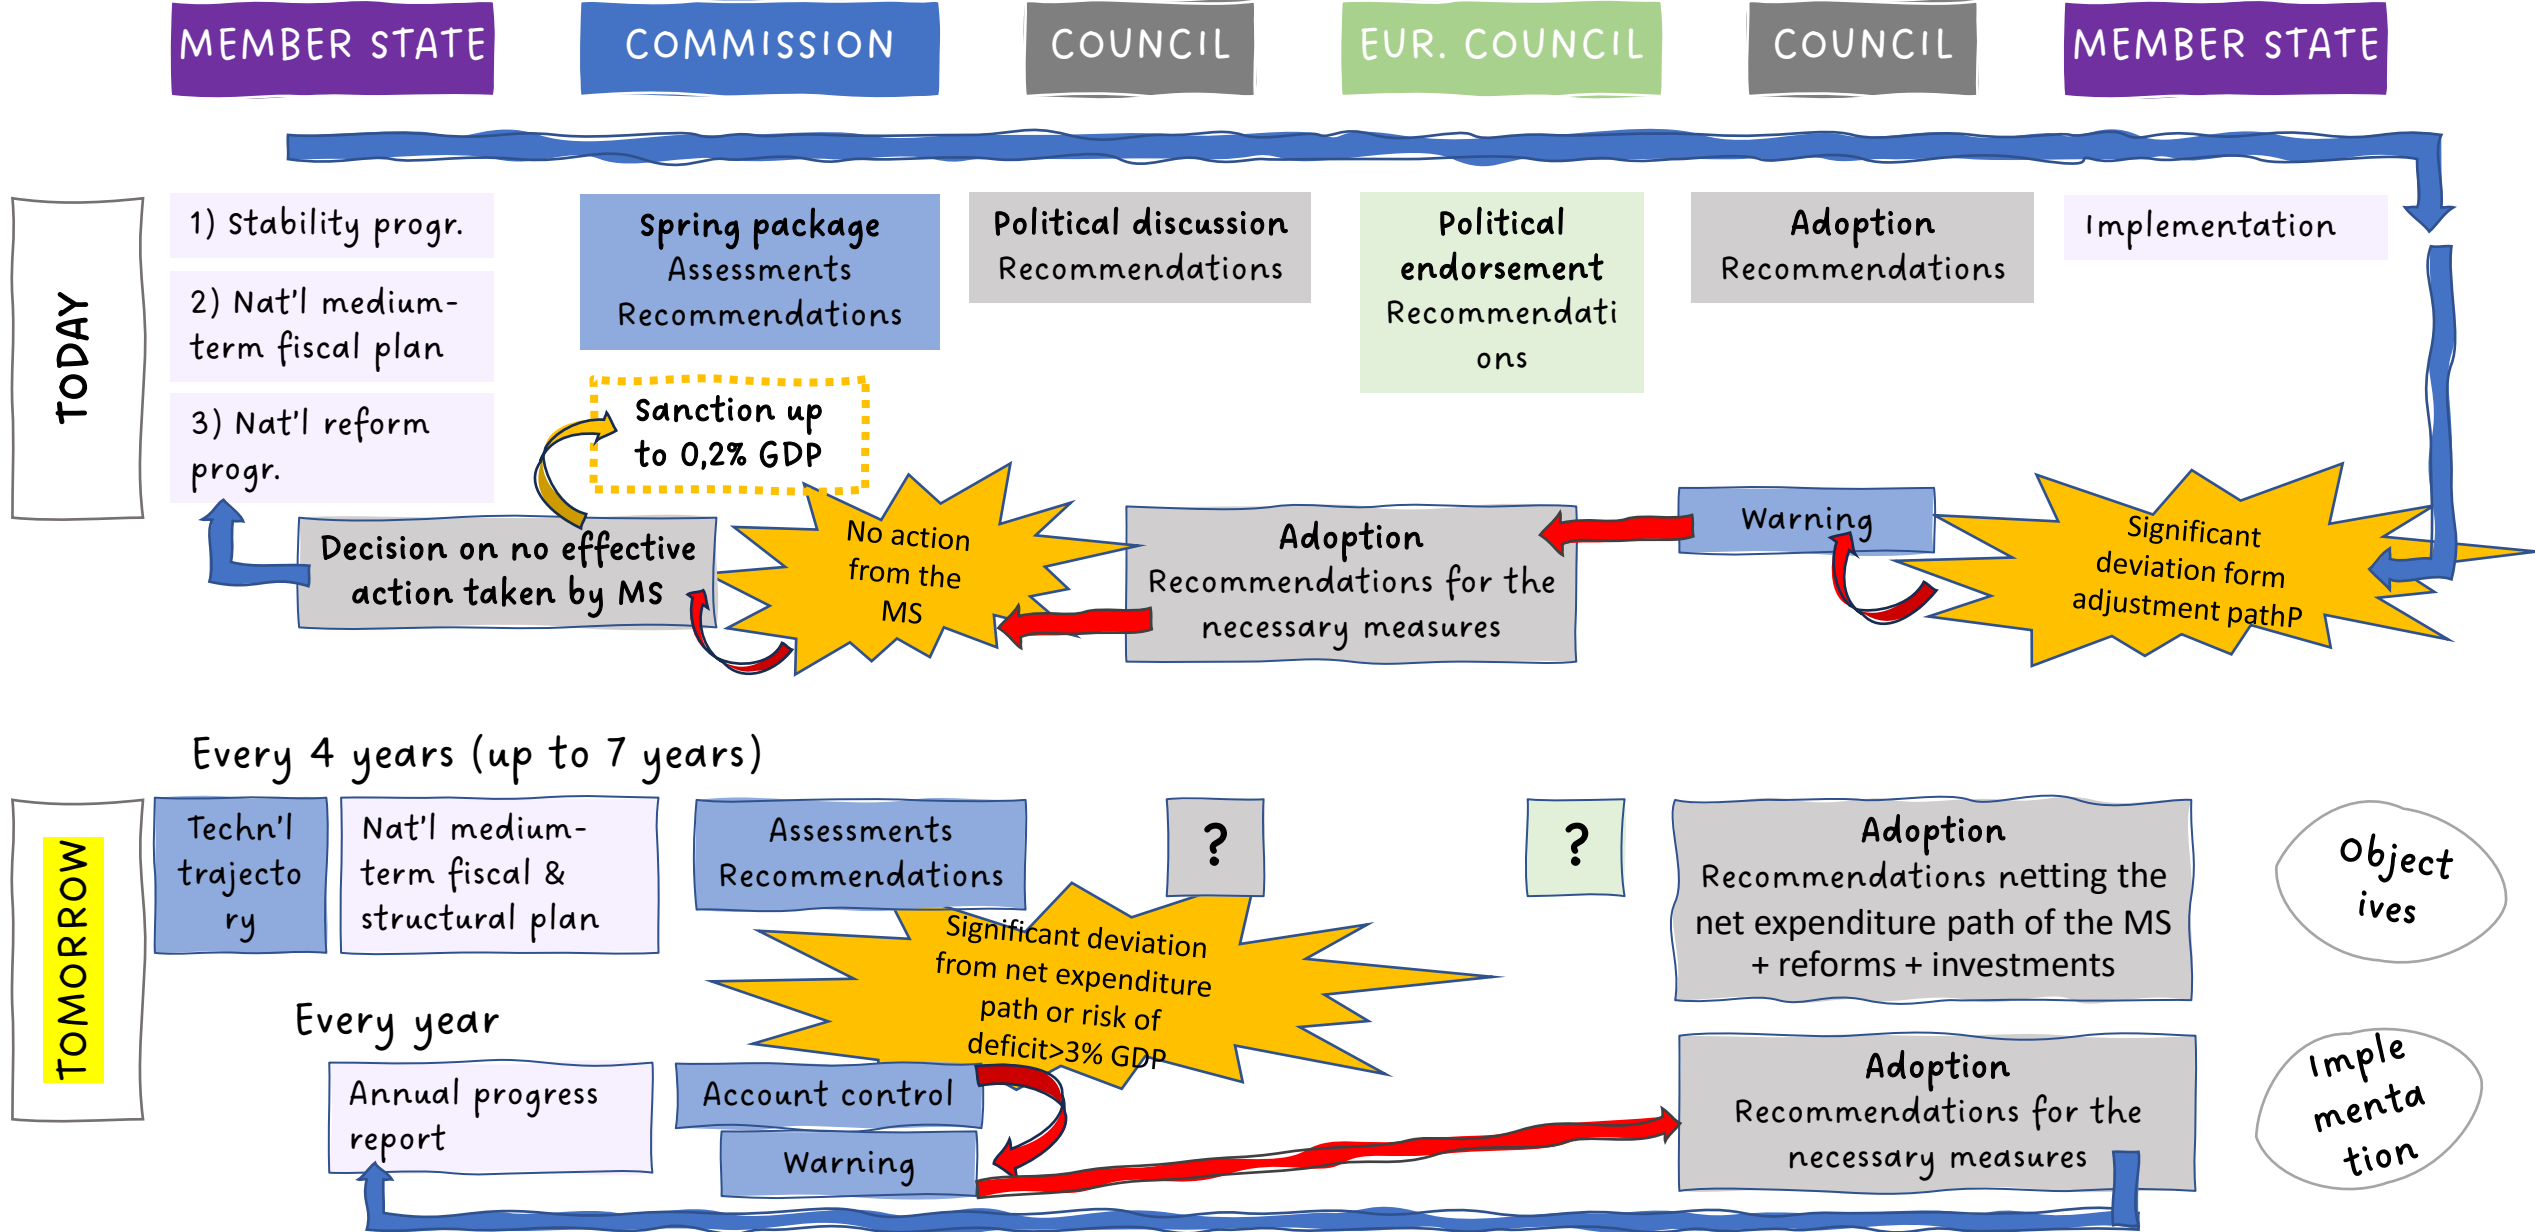 MEMBER STATE
COMMISSION
COUNCIL
EUR. COUNCIL
COUNCIL
MEMBER STATE
TODAY
1) Stability progr.
2) Nat'l medium-
term fiscal plan
3) Nat'l reform
progr.
Spring package
Assessments
Recommendations
Political discussion
Recommendations
Political
endorsement
Recommendati
ons
Adoption
Recommendations
Implementation
Sanction up
to 0,2% GDP
Decision on no effective
action taken by MS
No action
from the
MS
Adoption
Recommendations for the
necessary measures
Warning
Significant
deviation form
adjustment pathP
TOMORROW
Every 4 years (up to 7 years)
Techn'l
trajecto
ry
Nat'l medium-
term fiscal &
structural plan
Assessments
Recommendations
?
?
Adoption
Recommendations netting the
net expenditure path of the MS
+ reforms + investments
Object
ives
Significant deviation
from net expenditure
path or risk of
deficit>3% GDP
Every year
Annual progress
report
Account control
Warning
Adoption
Recommendations for the
necessary measures
Imple
menta
tion